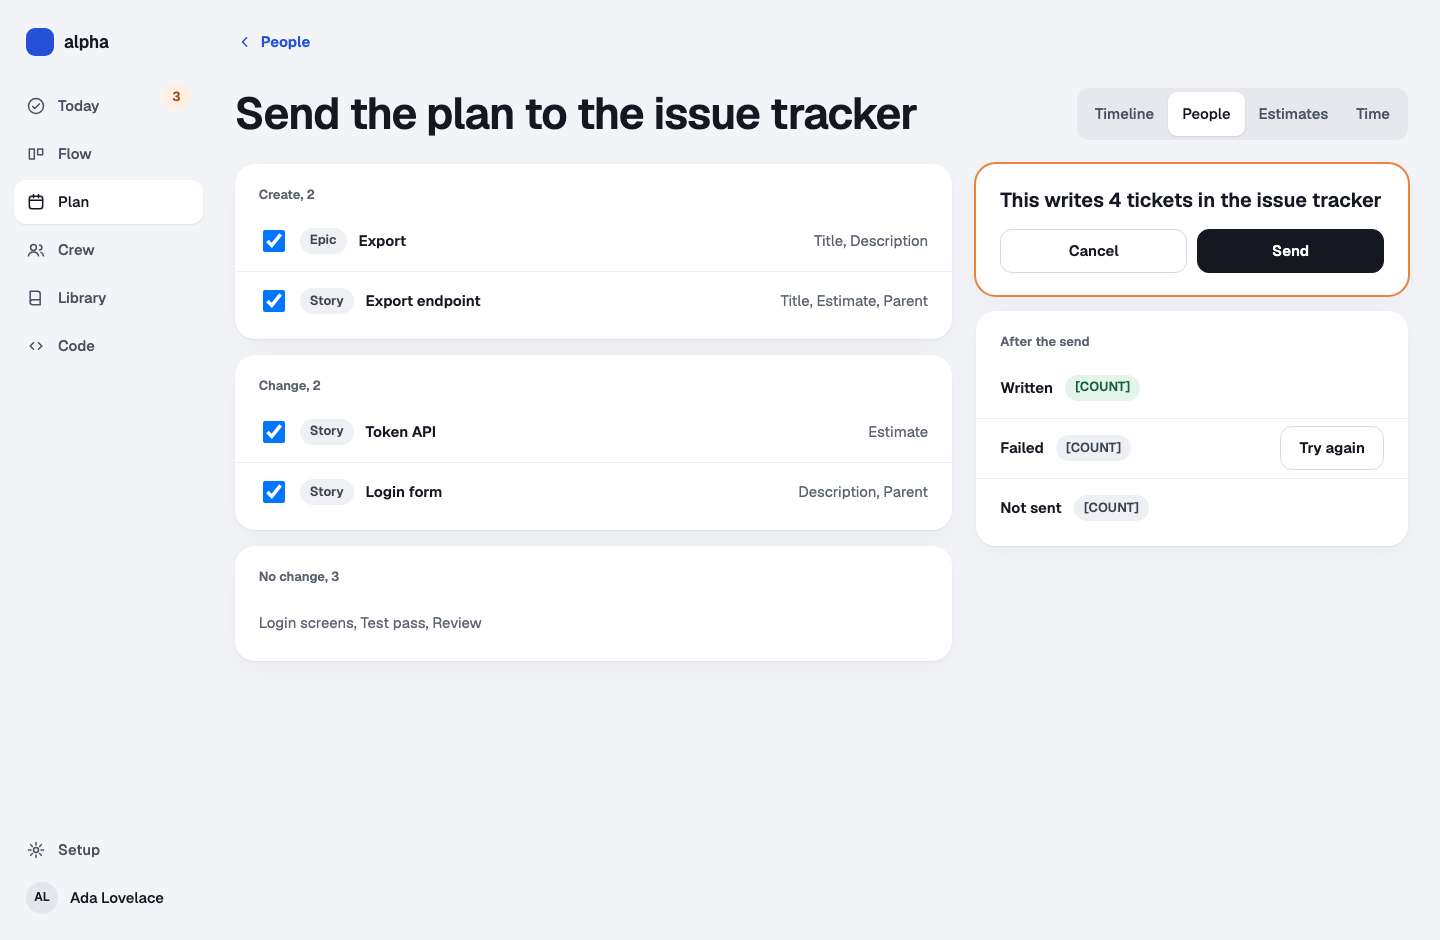 alpha
Today
3
Flow
Plan
Crew
Library
Code
Setup
AL
Ada Lovelace
People
Send the plan to the issue tracker
Timeline
People
Estimates
Time
Create, 2
Epic
Export
Title, Description
Story
Export endpoint
Title, Estimate, Parent
Change, 2
Story
Token API
Estimate
Story
Login form
Description, Parent
No change, 3
Login screens, Test pass, Review
This writes 4 tickets in the issue tracker
Cancel
Send
After the send
Written
[COUNT]
Failed
[COUNT]
Try again
Not sent
[COUNT]